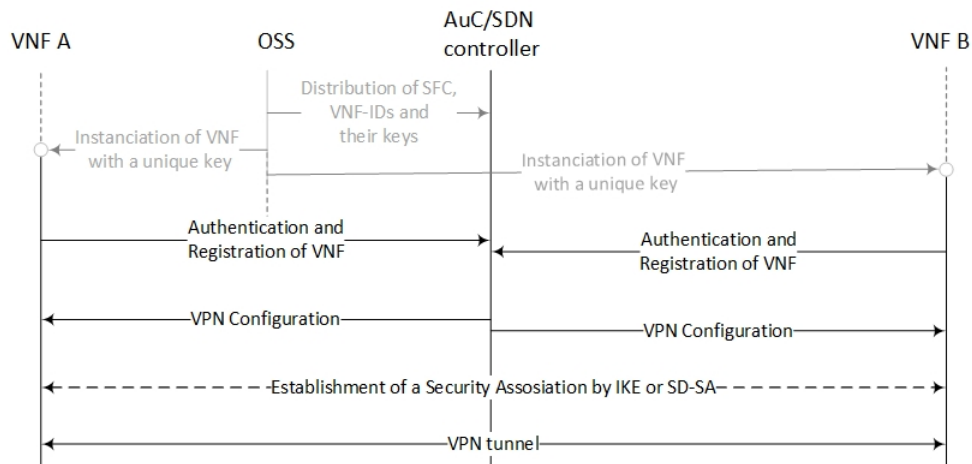 VNF A
OSS
AuC/SDN
controller
VNF B
Distribution of SFC,
VNF-IDs and
their keys
Instanciation of VNF
with a unique key
Instanciation of VNF
with a unique key
Authentication and
Registration of VNF
Authentication and
Registration of VNF
VPN Configuration
VPN Configuration
Establishment of a Security Assosiation by IKE or SD-SA
VPN tunnel